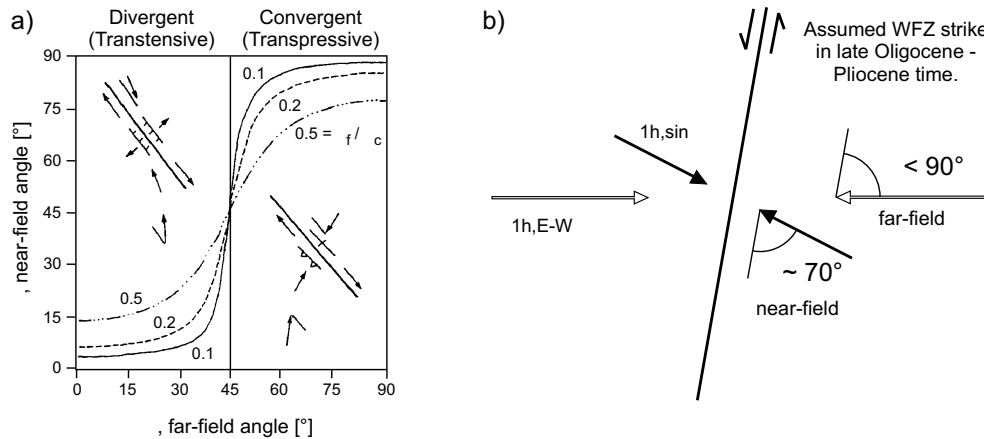 a)
Divergent
(Transtensive)
Convergent
(Transpressive)
90
75
60
45
30
15
0
, near-field angle [°]
0.1
0.2
0.5 = f/ c
0.5
0.2
0.1
0
15
30
45
60
75
90
, far-field angle [°]
b)
Assumed WFZ strike
in late Oligocene -
Pliocene time.
1h,sin
1h,E-W
< 90°
far-field
~ 70°
near-field